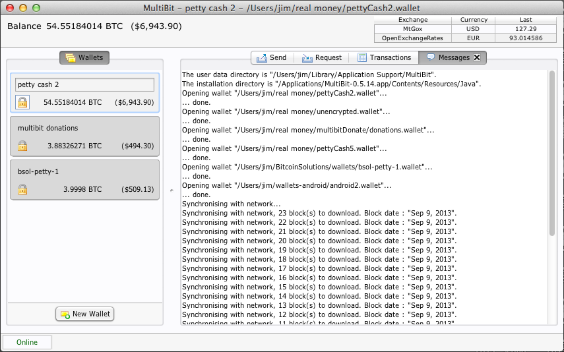 MultiBit - petty cash 2 - /Users/jim/real money/pettyCash2.wallet
Balance 54.55184014 BTC ($6,943.90)
Exchange Currency Last
MtGox USD 127.29
OpenExchangeRates EUR 93.014586
Wallets
Send Request Transactions Messages
petty cash 2
54.55184014 BTC ($6,943.90)
multibit donations
3.88326271 BTC ($494.30)
bsol-petty-1
3.9998 BTC ($509.13)
New Wallet
The user data directory is "/Users/jim/Library/Application Support/MultiBit".
The installation directory is "/Applications/MultiBit-0.5.14.app/Contents/Resources/Java".
Opening wallet "/Users/jim/real money/pettyCash2.wallet"...
... done.
Opening wallet "/Users/jim/real money/unencrypted.wallet"...
... done.
Opening wallet "/Users/jim/real money/multibitDonate/donations.wallet"...
... done.
Opening wallet "/Users/jim/real money/pettyCash5.wallet"...
... done.
Opening wallet "/Users/jim/BitcoinSolutions/wallets/bsol-petty-1.wallet"...
... done.
Opening wallet "/Users/jim/wallets-android/android2.wallet"...
... done.
Synchronising with network...
Synchronising with network, 23 block(s) to download. Block date : "Sep 9, 2013".
Synchronising with network, 22 block(s) to download. Block date : "Sep 9, 2013".
Synchronising with network, 21 block(s) to download. Block date : "Sep 9, 2013".
Synchronising with network, 20 block(s) to download. Block date : "Sep 9, 2013".
Synchronising with network, 19 block(s) to download. Block date : "Sep 9, 2013".
Synchronising with network, 18 block(s) to download. Block date : "Sep 9, 2013".
Synchronising with network, 17 block(s) to download. Block date : "Sep 9, 2013".
Synchronising with network, 16 block(s) to download. Block date : "Sep 9, 2013".
Synchronising with network, 15 block(s) to download. Block date : "Sep 9, 2013".
Synchronising with network, 14 block(s) to download. Block date : "Sep 9, 2013".
Synchronising with network, 13 block(s) to download. Block date : "Sep 9, 2013".
Synchronising with network, 12 block(s) to download. Block date : "Sep 9, 2013".
Synchronising with network, 11 block(s) to download. Block date : "Sep 9, 2013".
Online